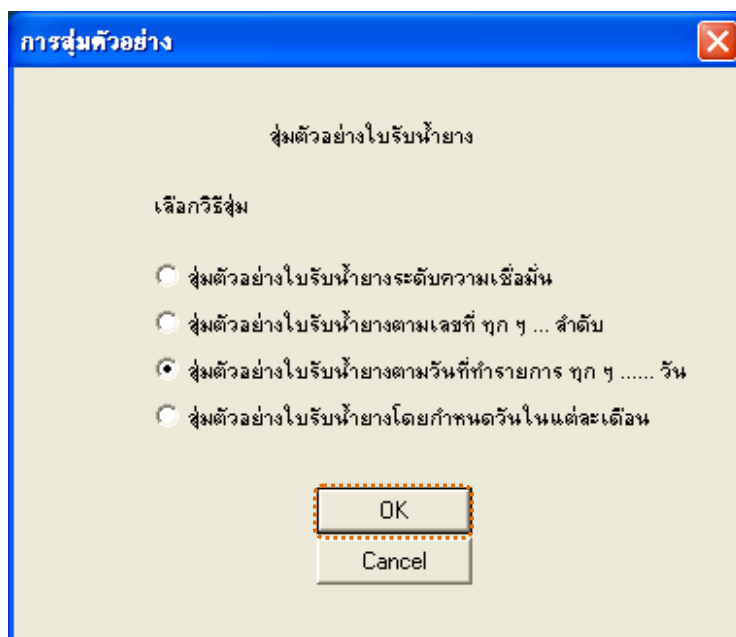 การสุ่มตัวอย่าง
สุ่มตัวอย่างใบรับน้ำยาง
เลือกวิธีสุ่ม
สุ่มตัวอย่างใบรับน้ำยางระดับความเชื่อมั่น
สุ่มตัวอย่างใบรับน้ำยางตามเลขที่ ทุก ๆ ... ลำดับ
สุ่มตัวอย่างใบรับน้ำยางตามวันที่ทำรายการ ทุก ๆ ...... วัน
สุ่มตัวอย่างใบรับน้ำยางโดยกำหนดวันในแต่ละเดือน
OK
Cancel